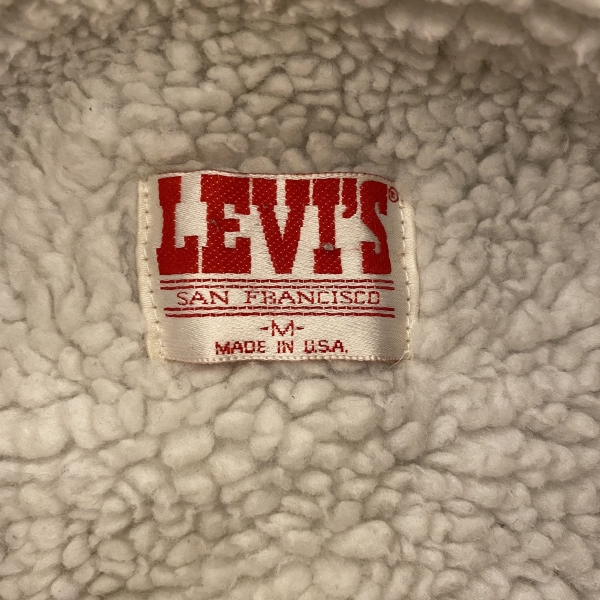 LEVI'S®
SAN FRANCISCO
-M-
MADE IN U.S.A.